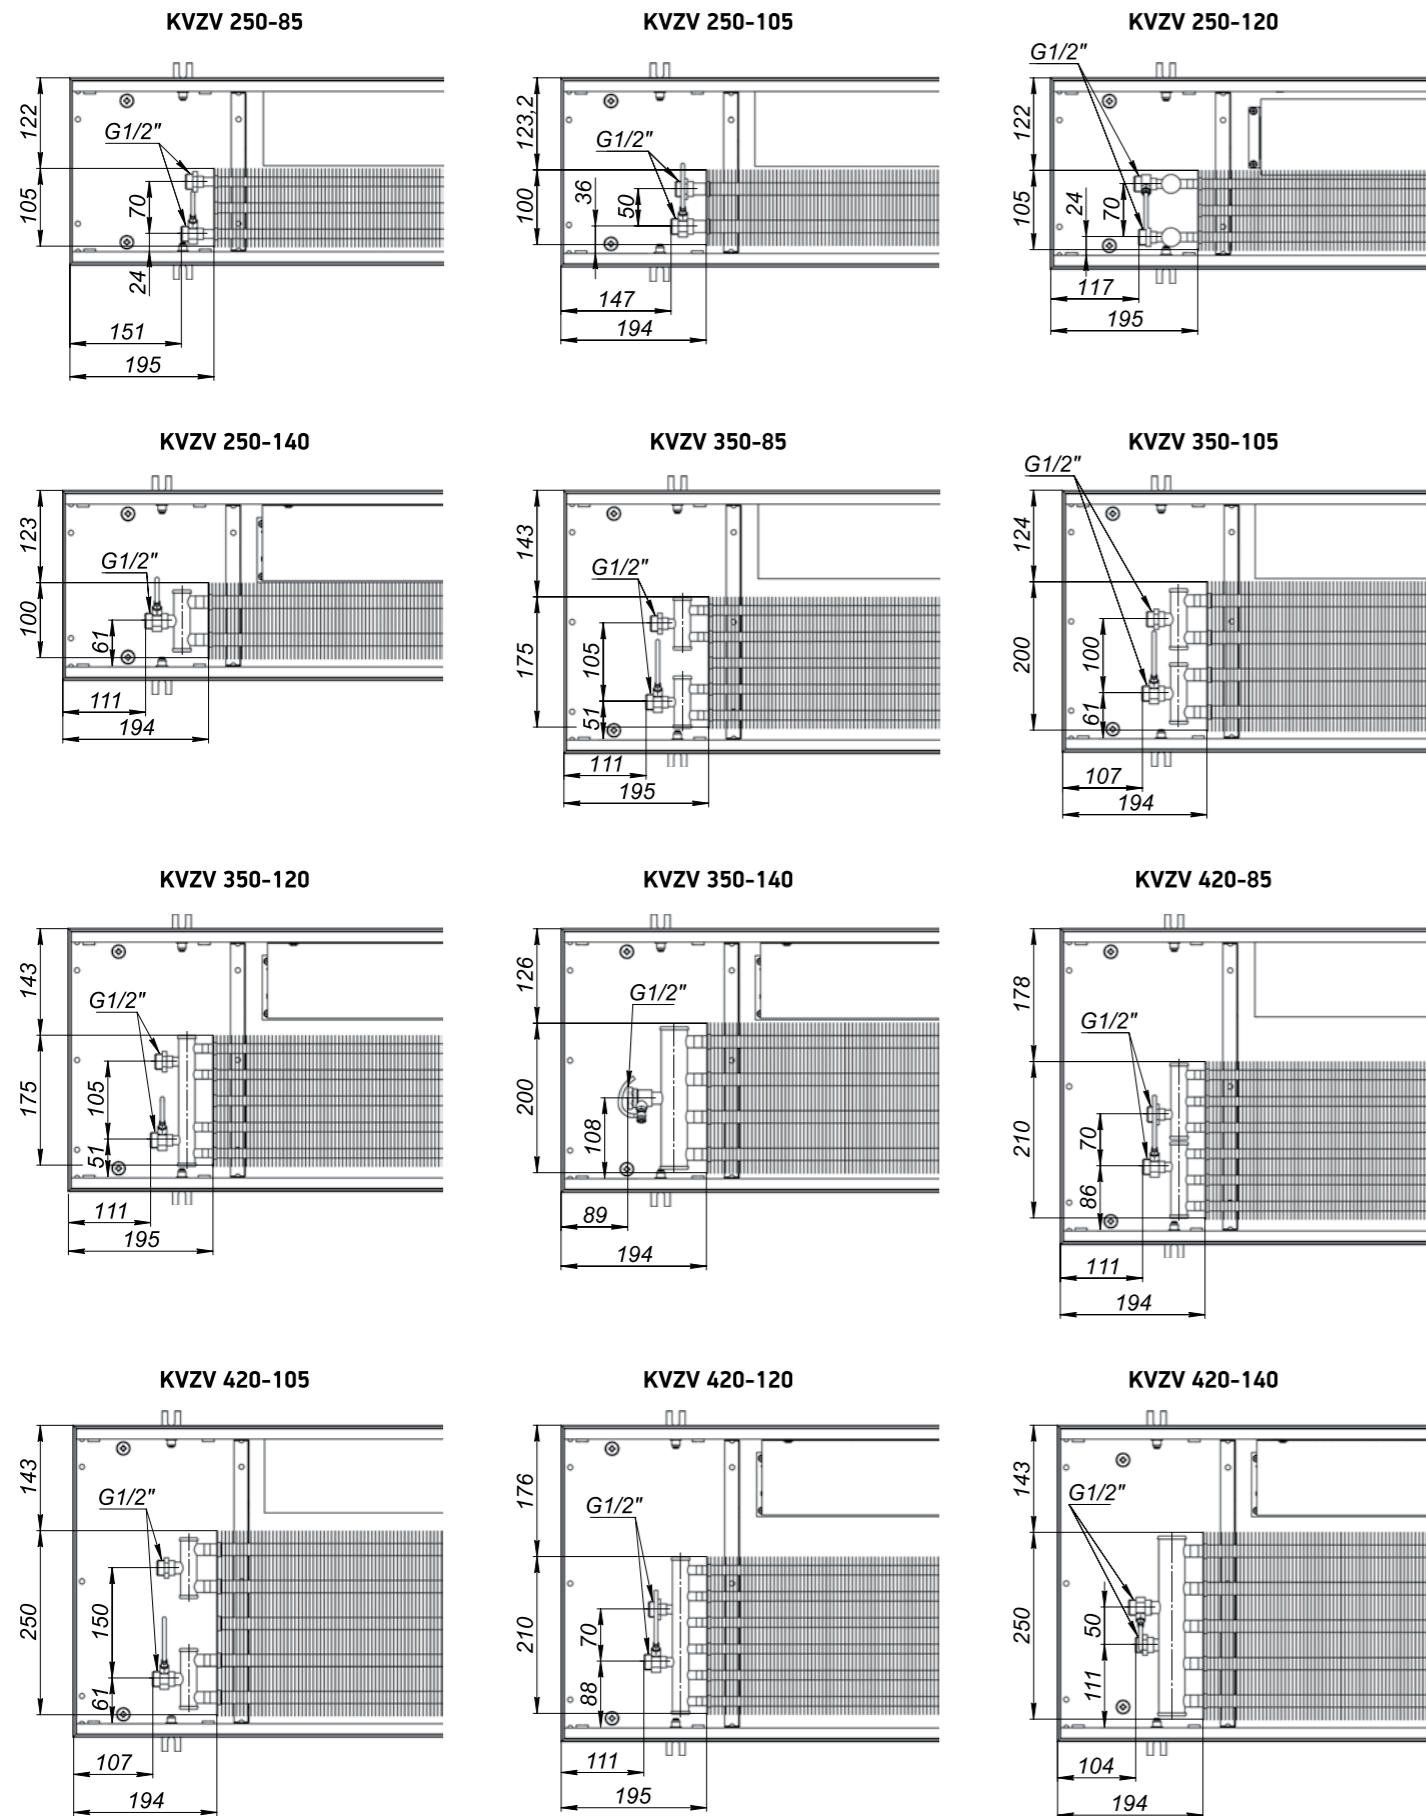 KVZV 250-85
KVZV 250-105
KVZV 250-120
122
105
G1/2"
70
24
151
195
123,2
100
G1/2"
36
50
147
194
G1/2"
122
105
24
70
117
195
KVZV 250-140
KVZV 350-85
KVZV 350-105
123
100
G1/2"
61
111
194
143
175
G1/2"
105
51
111
195
G1/2"
124
200
100
61
107
194
KVZV 350-120
KVZV 350-140
KVZV 420-85
143
175
G1/2"
105
51
111
195
126
200
G1/2"
108
89
194
178
210
G1/2"
70
86
111
194
KVZV 420-105
KVZV 420-120
KVZV 420-140
143
250
G1/2"
150
61
107
194
176
210
G1/2"
70
88
111
195
143
250
G1/2"
50
111
104
194